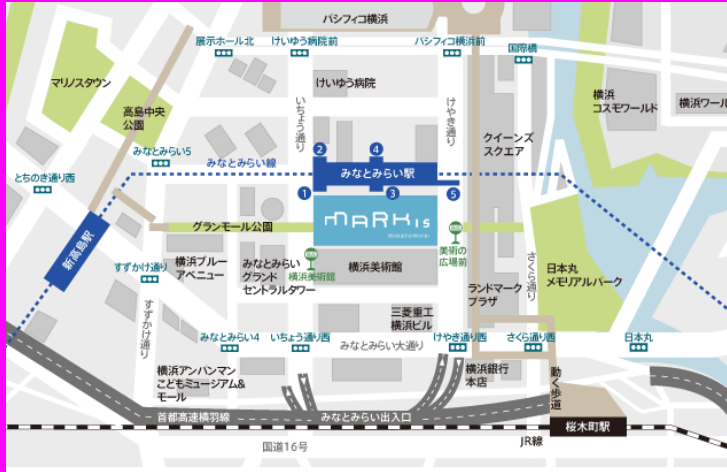 パシフィコ横浜
展示ホール北
けいゆう病院前
パシフィコ横浜前
国際橋
マリノスタウン
けいゆう病院
横浜
コスモワールド
横浜ワール
高島中央
公園
いちょう通り
けやき通り
クイーンズ
スクエア
みなとみらい5
みなとみらい線
2
4
みなとみらい駅
とちのき通り西
1
3
5
MARK IS
minatomirai
グランモール公園
新高島駅
BUS
BUS
美術の
広場前
さくら通り
日本丸
メモリアルパーク
すずかけ通り
横浜ブルー
アベニュー
みなとみらい
グランド
セントラルタワー
横浜美術館
横浜美術館
ランドマーク
プラザ
すずかけ通り
三菱重工
横浜ビル
みなとみらい4
いちょう通り西
みなとみらい大通り
けやき通り西
さくら通り西
日本丸
横浜アンパンマン
こどもミュージアム&
モール
横浜銀行
本店
動く歩道
首都高速横羽線
みなとみらい出入口
桜木町駅
国道16号
JR線